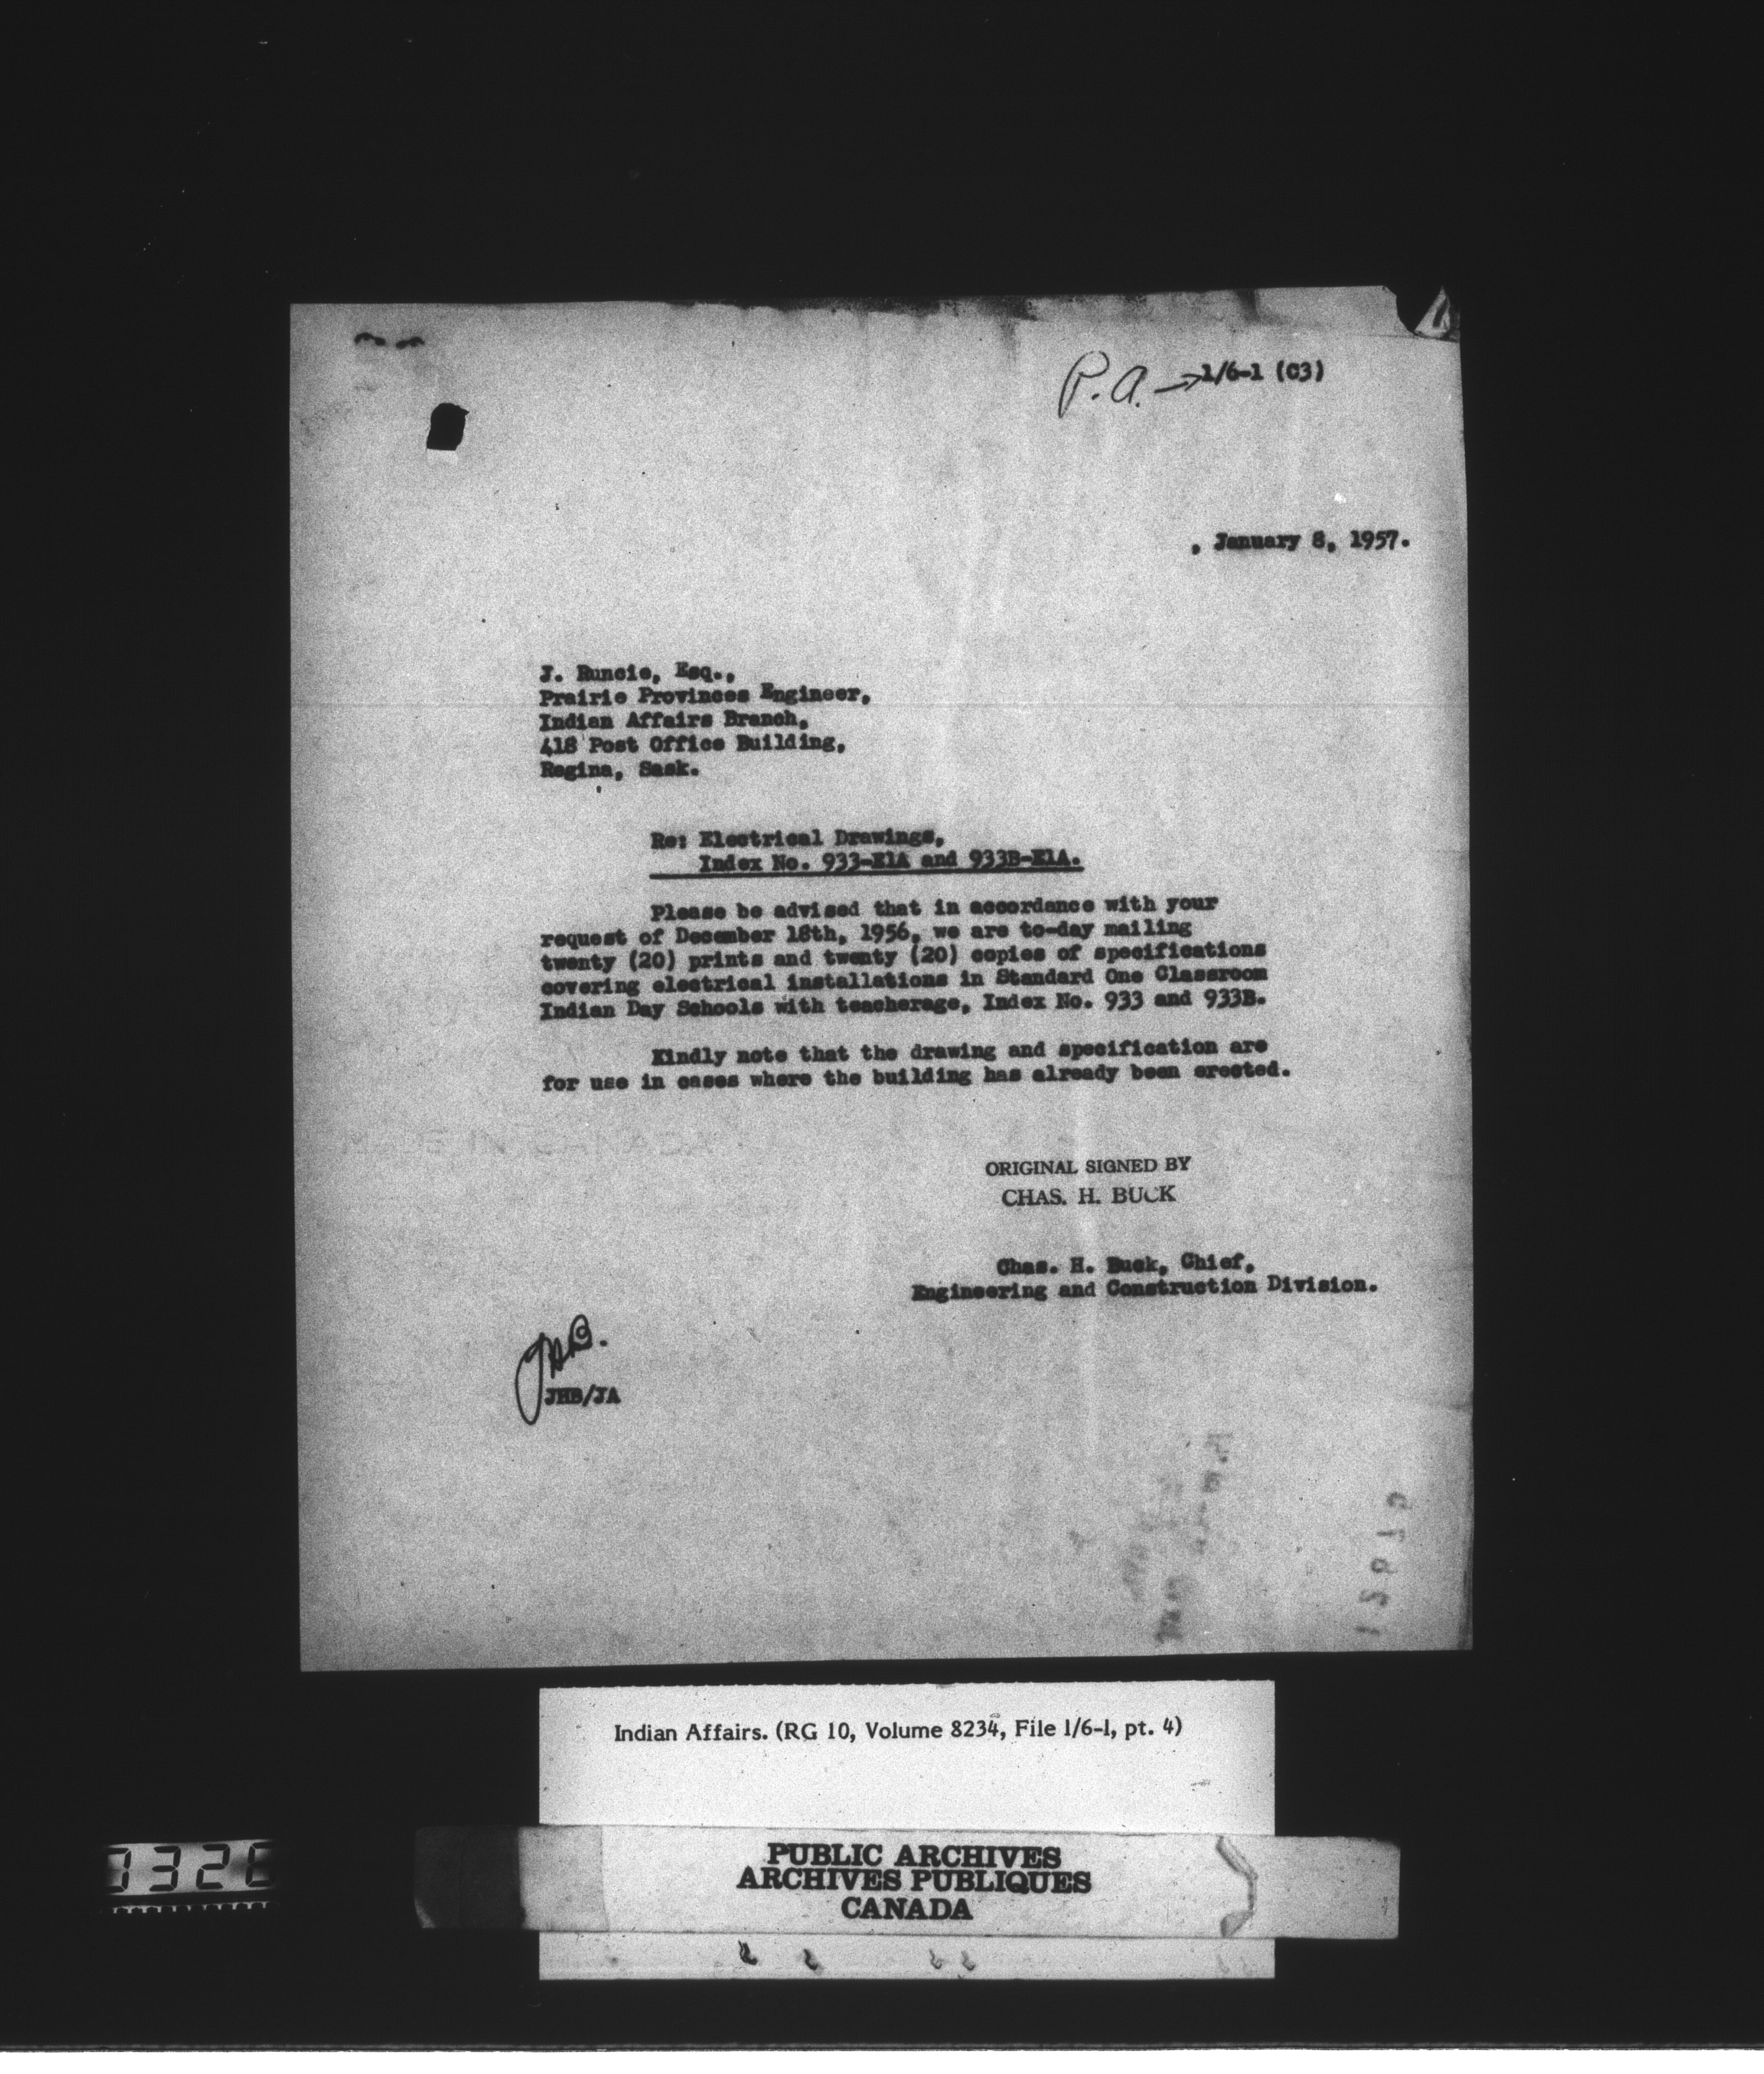 P.A. → 1/6-1 (C3)
, January 8, 1957.
J. Runcie, Esq.,
Prairie Provinces Engineer,
Indian Affairs Branch,
418 Post Office Building,
Regina, Sask.
Re: Electrical Drawings,
Index No. 933-E1A and 933B-E1A.
Please be advised that in accordance with your
request of December 18th, 1956, we are to-day mailing
twenty (20) prints and twenty (20) copies of specifications
covering electrical installations in Standard One Classroom
Indian Day Schools with teacherage, Index No. 933 and 933B.
Kindly note that the drawing and specification are
for use in cases where the building has already been erected.
ORIGINAL SIGNED BY
CHAS. H. BUCK
Chas. H. Buck, Chief,
Engineering and Construction Division.
JHB.
JHB/JA
Indian Affairs. (RG 10, Volume 8234, File 1/6-1, pt. 4)
PUBLIC ARCHIVES
ARCHIVES PUBLIQUES
CANADA